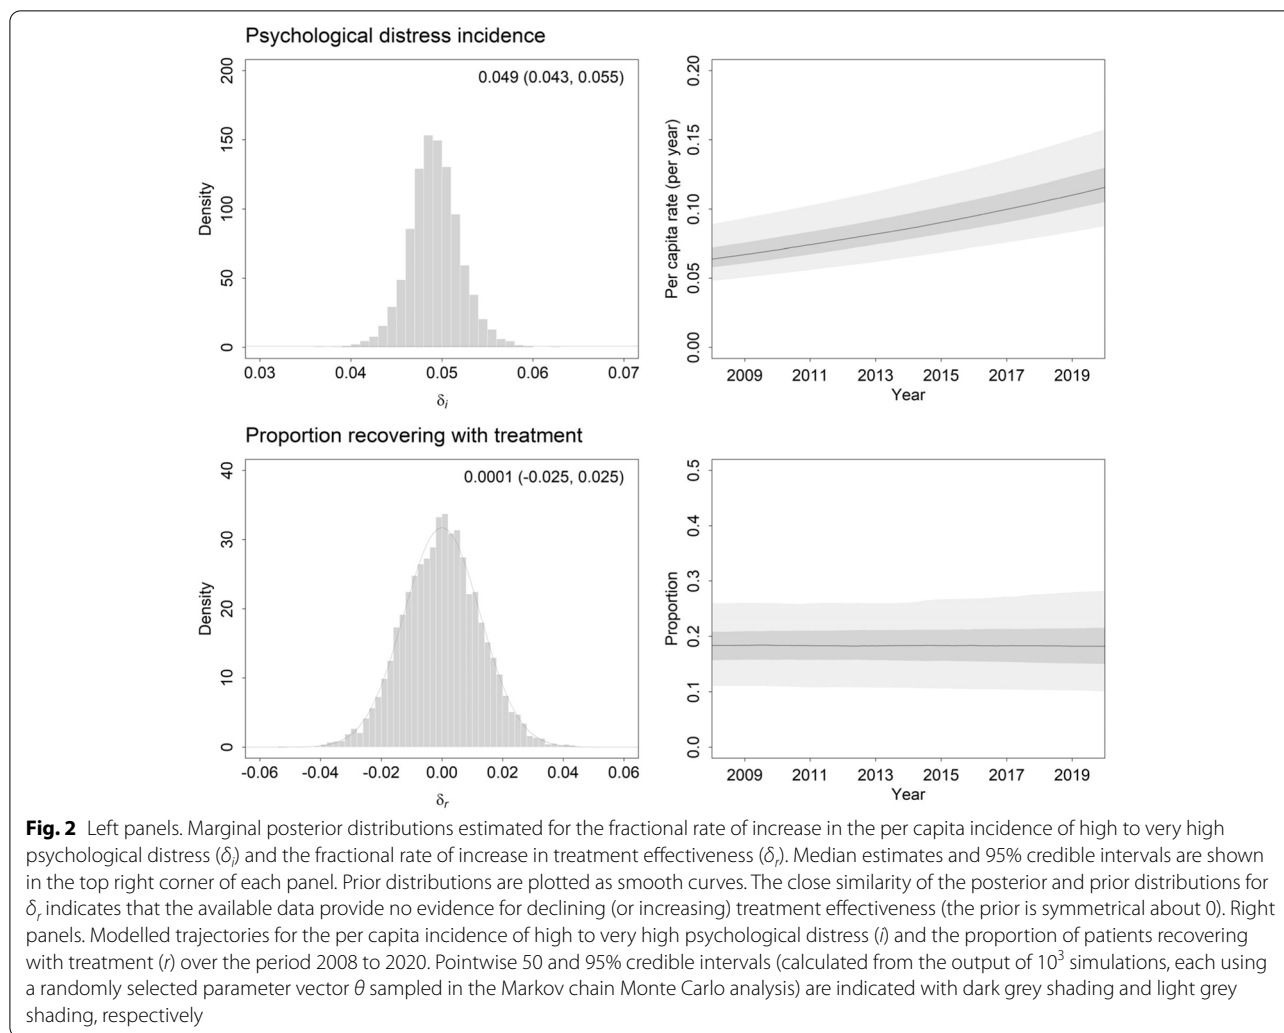 Psychological distress incidence
0.049 (0.043, 0.055)
Density
200
150
100
50
0
0.03 0.04 0.05 0.06 0.07
δi
Per capita rate (per year)
0.20
0.15
0.10
0.05
0.00
2009 2011 2013 2015 2017 2019
Year
Proportion recovering with treatment
0.0001 (-0.025, 0.025)
Density
40
30
20
10
0
-0.06 -0.04 -0.02 0.00 0.02 0.04 0.06
δr
Proportion
0.5
0.4
0.3
0.2
0.1
0.0
2009 2011 2013 2015 2017 2019
Year
Fig. 2 Left panels. Marginal posterior distributions estimated for the fractional rate of increase in the per capita incidence of high to very high
psychological distress (δi) and the fractional rate of increase in treatment effectiveness (δr). Median estimates and 95% credible intervals are shown
in the top right corner of each panel. Prior distributions are plotted as smooth curves. The close similarity of the posterior and prior distributions for
δr indicates that the available data provide no evidence for declining (or increasing) treatment effectiveness (the prior is symmetrical about 0). Right
panels. Modelled trajectories for the per capita incidence of high to very high psychological distress (i) and the proportion of patients recovering
with treatment (r) over the period 2008 to 2020. Pointwise 50 and 95% credible intervals (calculated from the output of 10³ simulations, each using
a randomly selected parameter vector θ sampled in the Markov chain Monte Carlo analysis) are indicated with dark grey shading and light grey
shading, respectively